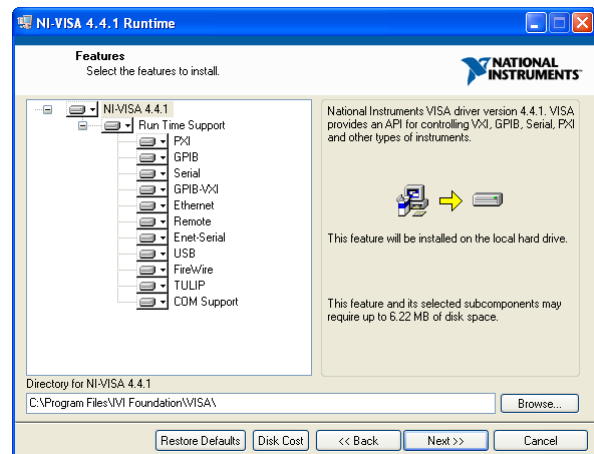 NI-VISA 4.4.1 Runtime
Features
Select the features to install.
NATIONAL
INSTRUMENTS™
NI-VISA 4.4.1
Run Time Support
PXI
GPIB
Serial
GPIB-VXI
Ethernet
Remote
Enet-Serial
USB
FireWire
TULIP
COM Support
National Instruments VISA driver version 4.4.1. VISA
provides an API for controlling VXI, GPIB, Serial, PXI
and other types of instruments.
This feature will be installed on the local hard drive.
This feature and its selected subcomponents may
require up to 6.22 MB of disk space.
Directory for NI-VISA 4.4.1
C:\Program Files\IVI Foundation\VISA\
Browse...
Restore Defaults
Disk Cost
<< Back
Next >>
Cancel